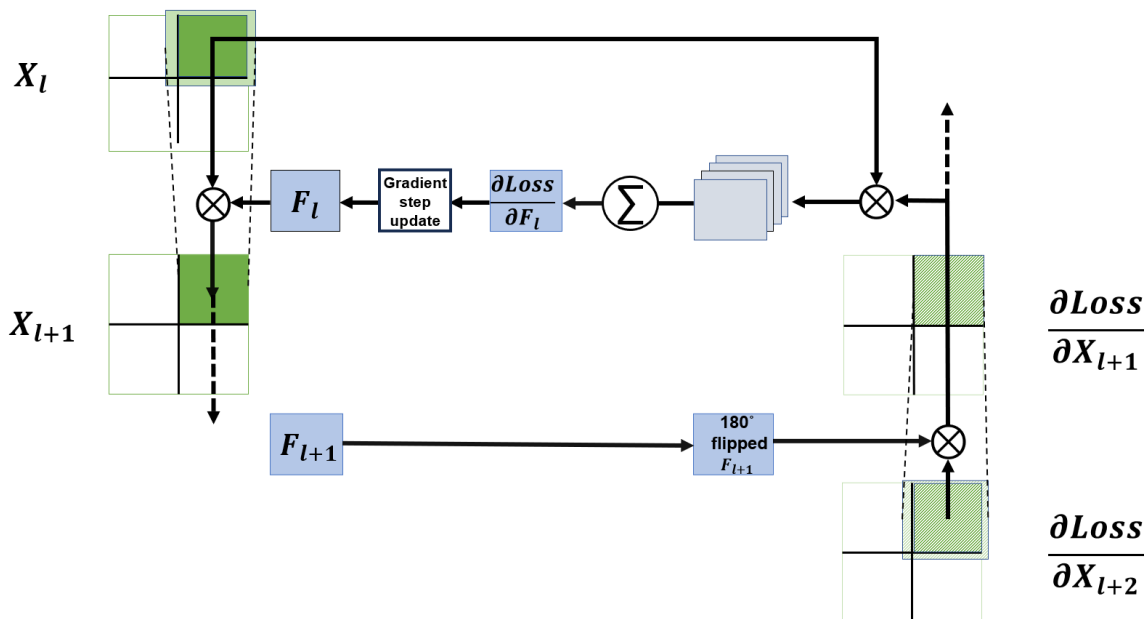 X_l
F_l
Gradient
step
update
∂Loss
∂F_l
∑
X_{l+1}
∂Loss
∂X_{l+1}
F_{l+1}
180°
flipped
F_{l+1}
∂Loss
∂X_{l+2}